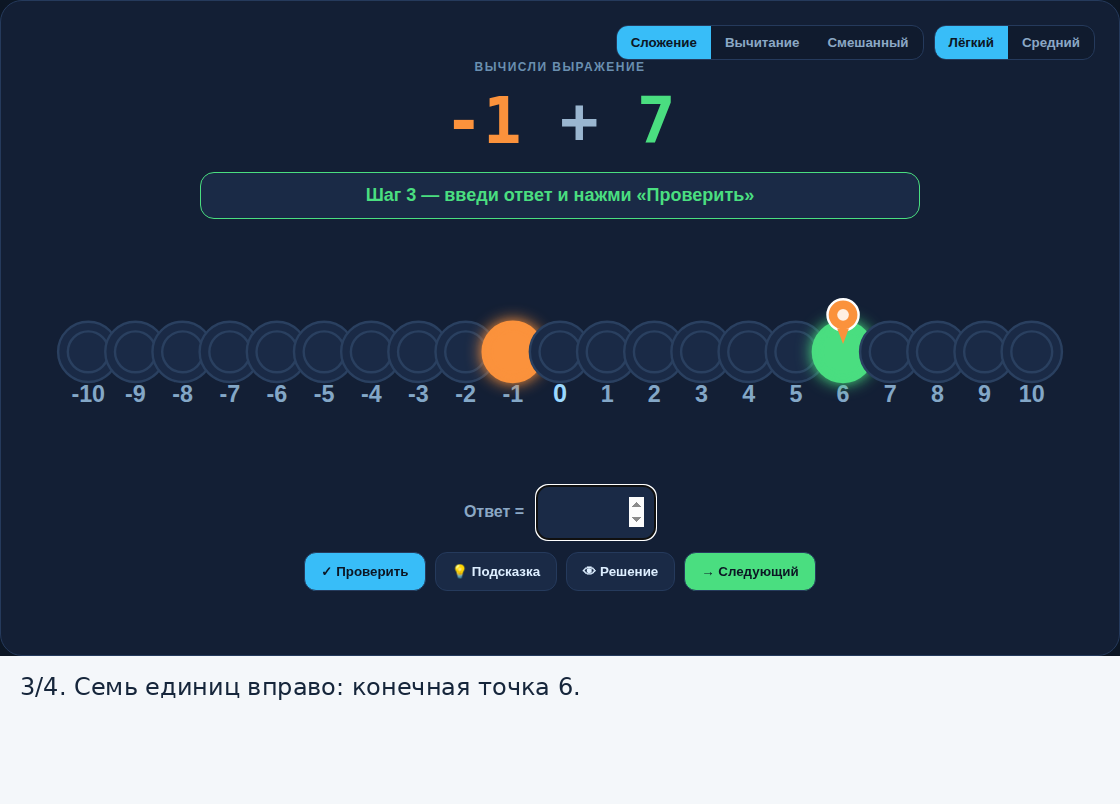 Сложение Вычитание Смешанный Лёгкий Средний
ВЫЧИСЛИ ВЫРАЖЕНИЕ
-1 + 7
Шаг 3 — введи ответ и нажми «Проверить»
-10 -9 -8 -7 -6 -5 -4 -3 -2 -1 0 1 2 3 4 5 6 7 8 9 10
Ответ =
✓ Проверить 💡 Подсказка 👁 Решение → Следующий
3/4. Семь единиц вправо: конечная точка 6.